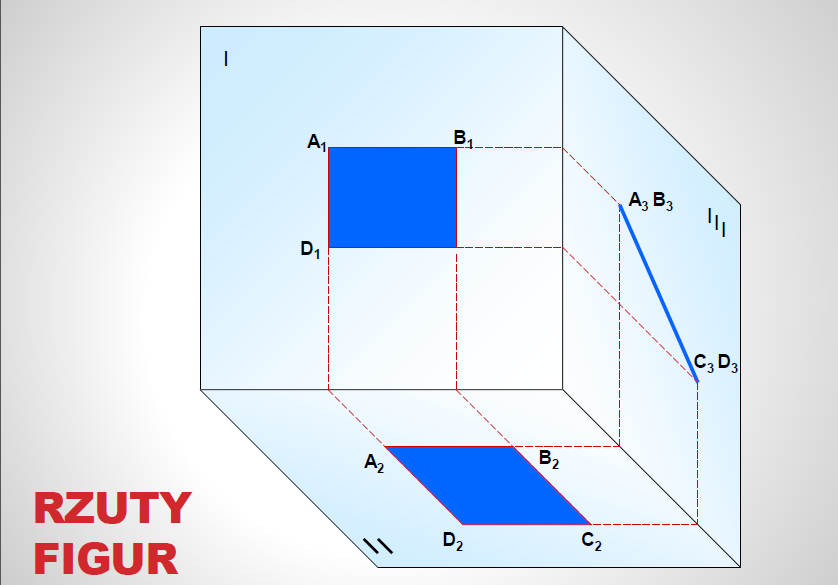 I
A₁
B₁
D₁
A₃ B₃
III
C₃ D₃
A₂
B₂
D₂
C₂
II
RZUTY
FIGUR